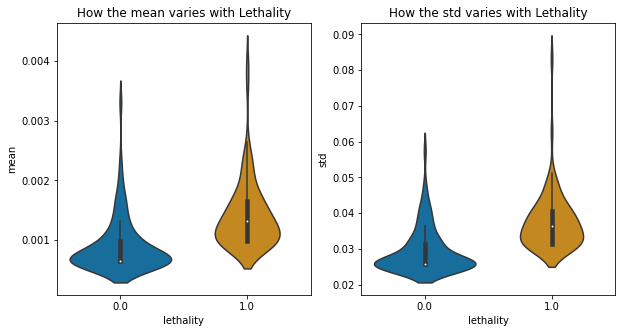 How the mean varies with Lethality
mean
0.004
0.003
0.002
0.001
0.0
1.0
lethality
How the std varies with Lethality
std
0.09
0.08
0.07
0.06
0.05
0.04
0.03
0.02
0.0
1.0
lethality